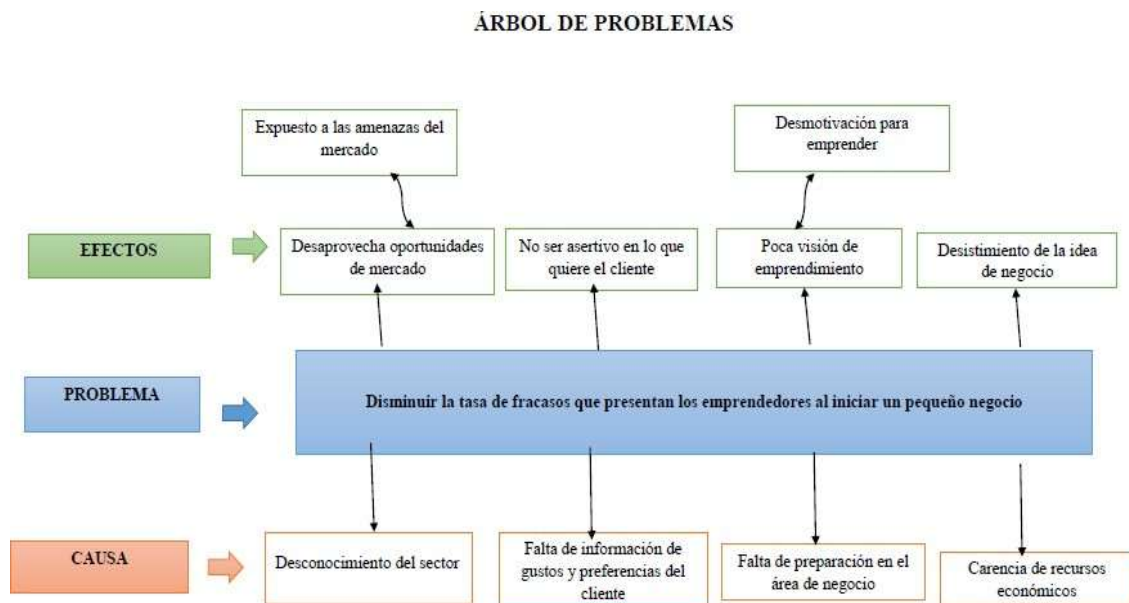 ÁRBOL DE PROBLEMAS
Expuesto a las amenazas del
mercado
Desmotivación para
emprender
EFECTOS
Desaprovecha oportunidades
de mercado
No ser asertivo en lo que
quiere el cliente
Poca visión de
emprendimiento
Desistimiento de la idea
de negocio
PROBLEMA
Disminuir la tasa de fracasos que presentan los emprendedores al iniciar un pequeño negocio
CAUSA
Desconocimiento del sector
Falta de información de
gustos y preferencias del
cliente
Falta de preparación en el
área de negocio
Carencia de recursos
económicos